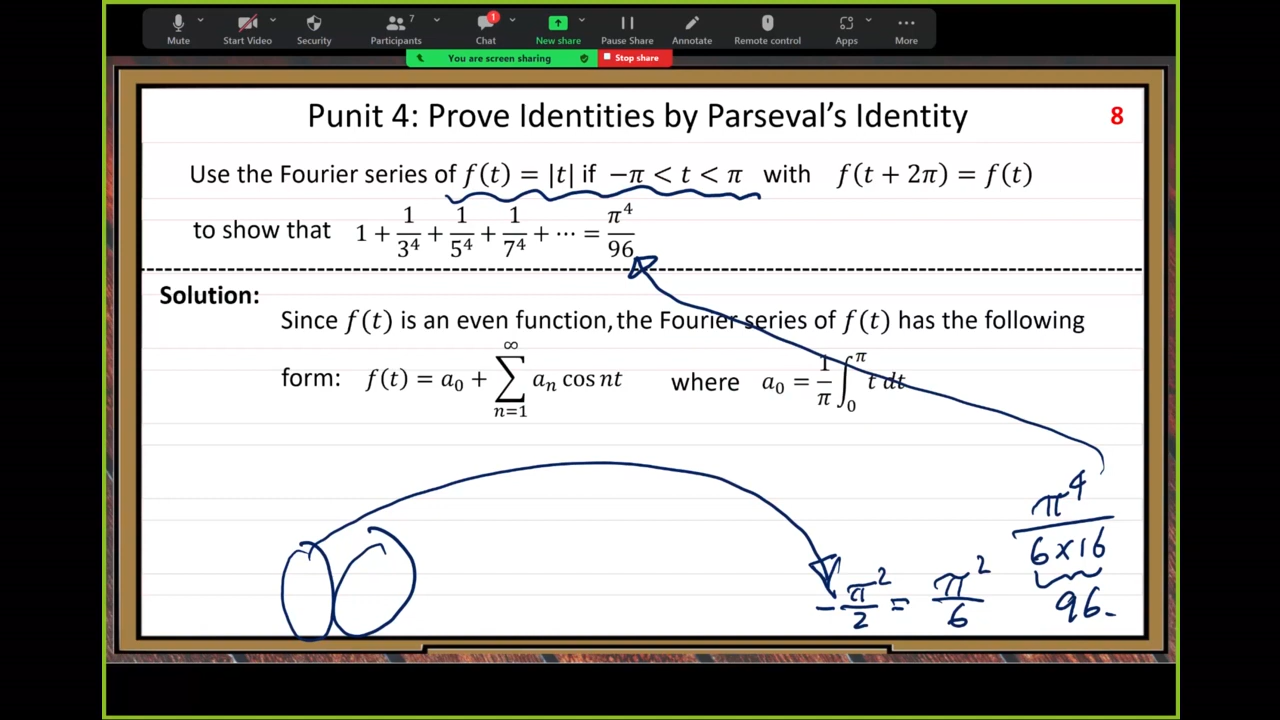 7 1
Mute Start Video Security Participants Chat New share Pause Share Annotate Remote control Apps More
You are screen sharing Stop share
Punit 4: Prove Identities by Parseval's Identity 8
Use the Fourier series of f(t) = |t| if −π < t < π with f(t + 2π) = f(t)
to show that 1 + 1/3⁴ + 1/5⁴ + 1/7⁴ + ⋯ = π⁴/96
Solution:
Since f(t) is an even function, the Fourier series of f(t) has the following
form: f(t) = a₀ + ∑_{n=1}^{∞} aₙ cos nt where a₀ = 1/π ∫₀^π t dt
π⁴/(6×16)
96.
−π²/2 = π²/6